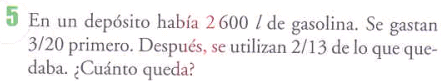 5 En un depósito había 2 600 l de gasolina. Se gastan
3/20 primero. Después, se utilizan 2/13 de lo que que-
daba. ¿Cuánto queda?